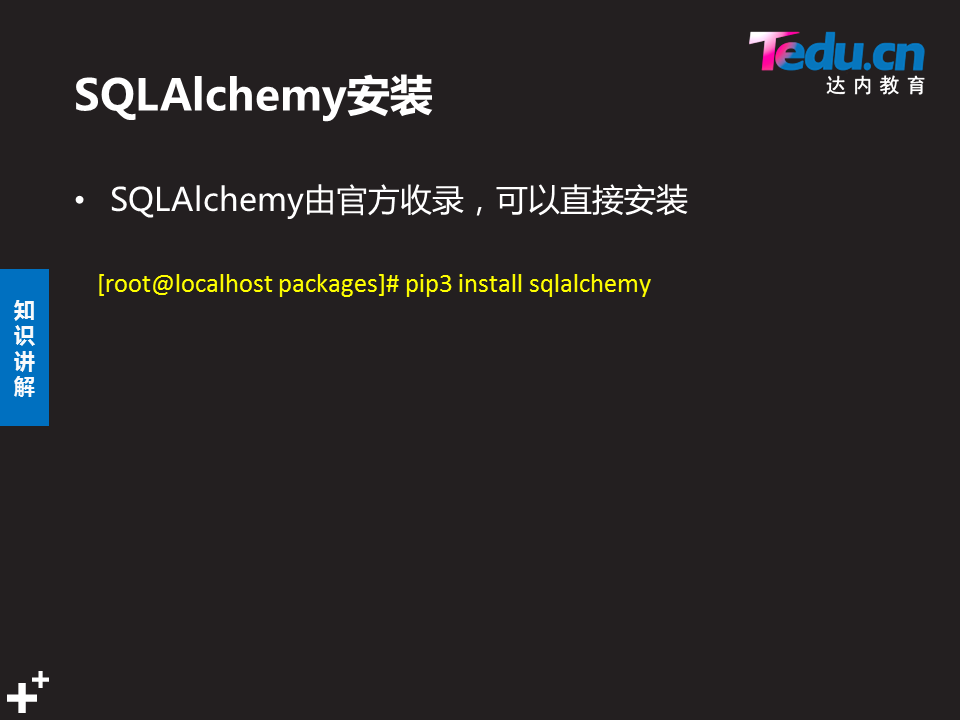 Tedu.cn
达内教育
SQLAlchemy安装
• SQLAlchemy由官方收录，可以直接安装
[root@localhost packages]# pip3 install sqlalchemy
知
识
讲
解